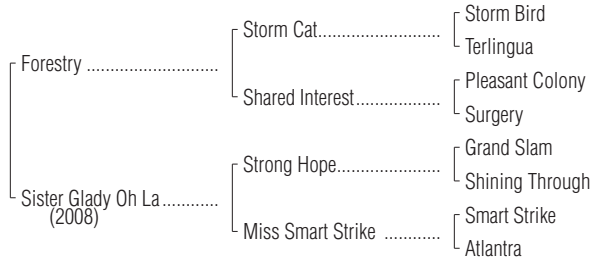 Storm Bird
Storm Cat..........................
Terlingua
Forestry ............................
Pleasant Colony
Shared Interest..................
Surgery
Grand Slam
Strong Hope......................
Shining Through
Sister Glady Oh La............
(2008)
Smart Strike
Miss Smart Strike ............
Atlantra